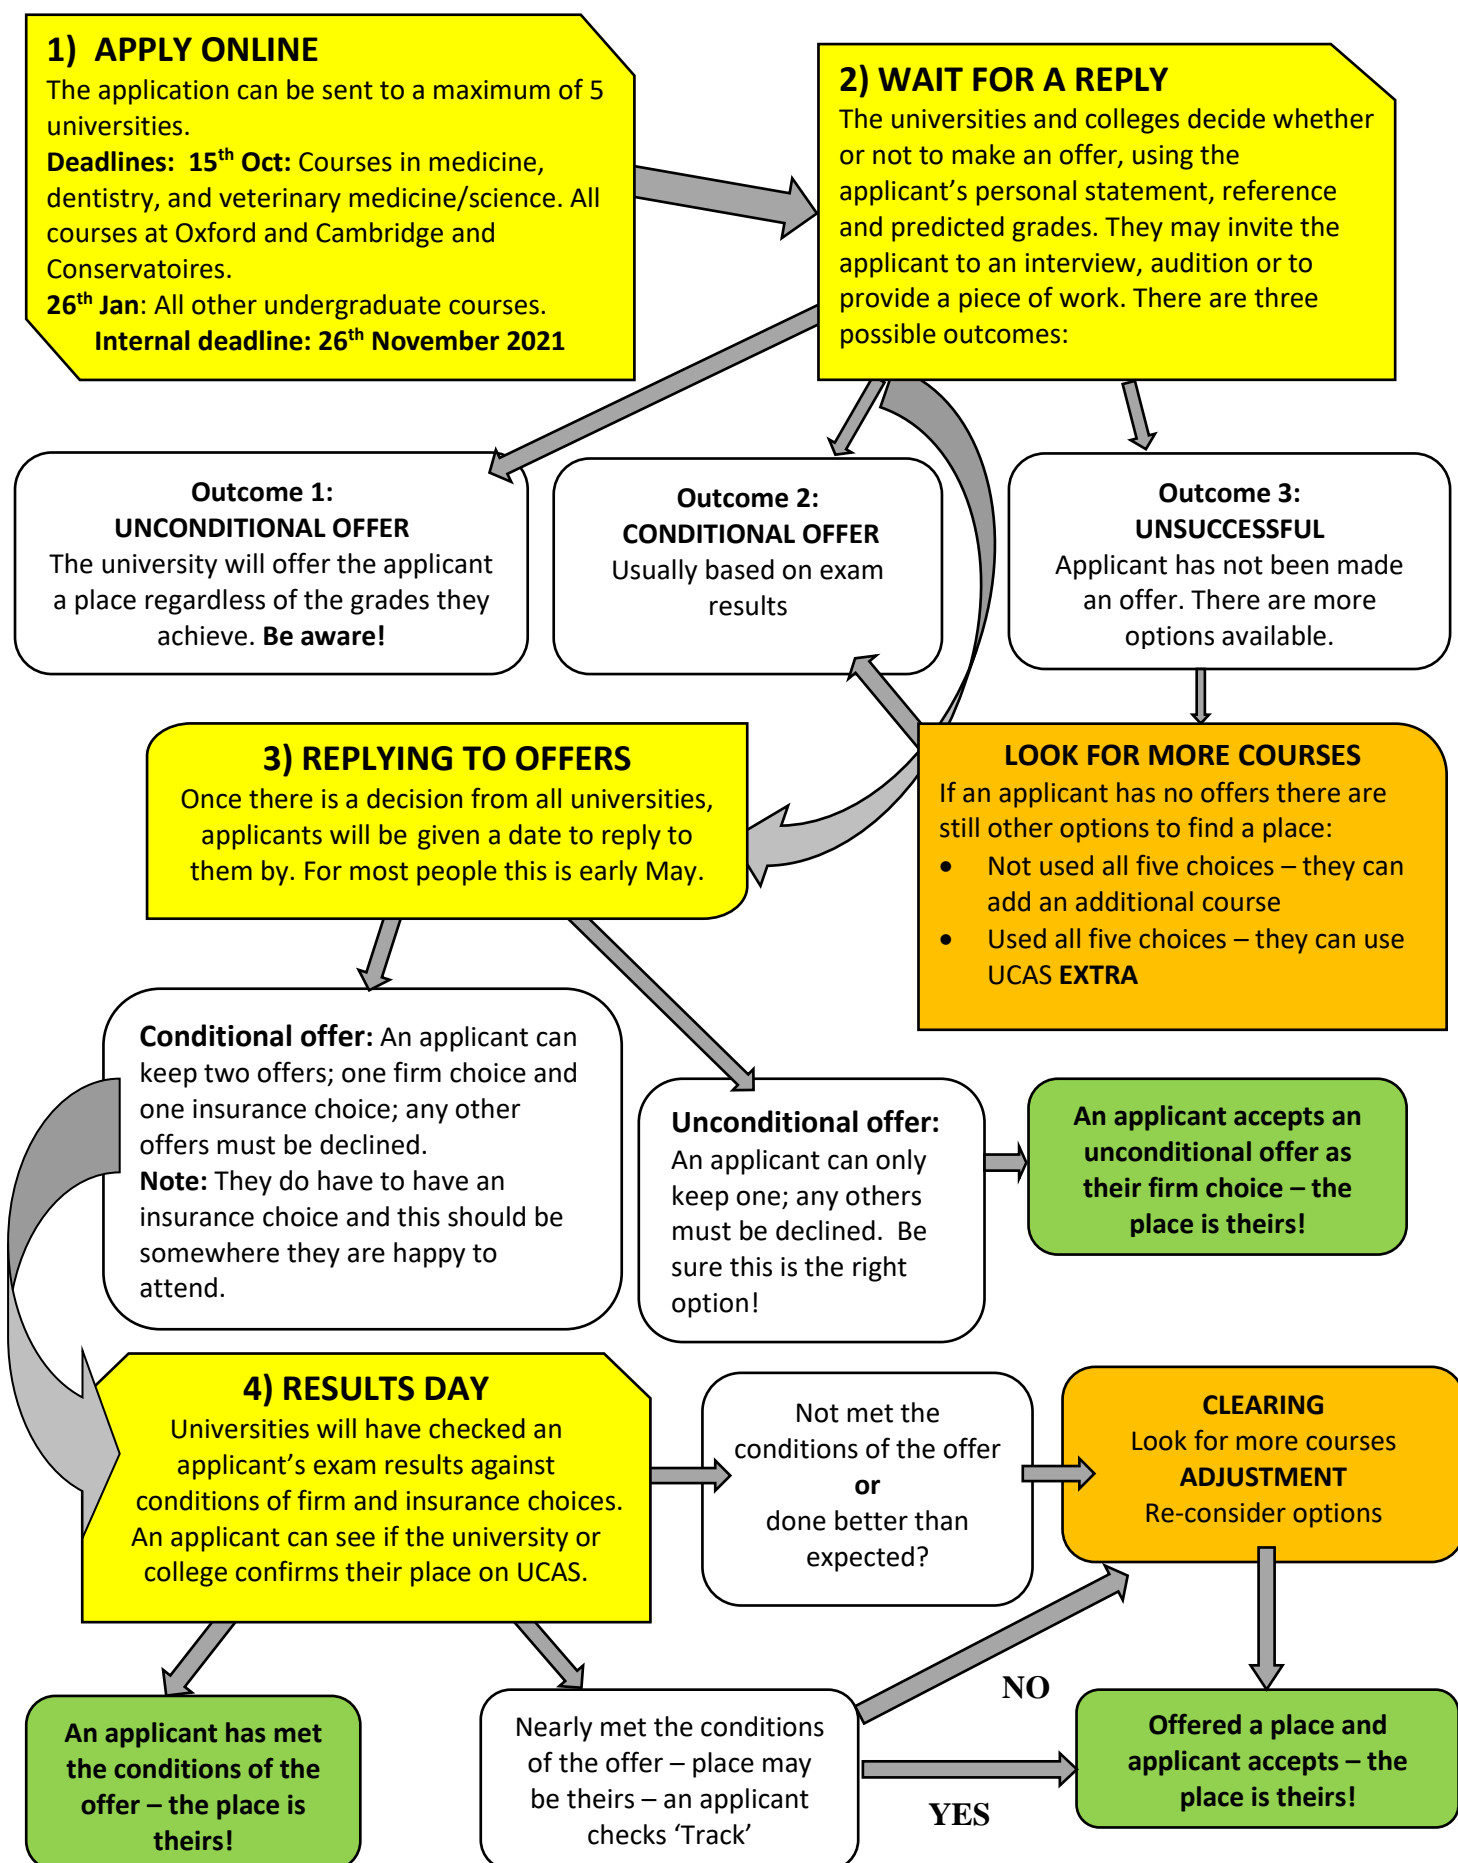 1) APPLY ONLINE
The application can be sent to a maximum of 5
universities.
Deadlines: 15th Oct: Courses in medicine,
dentistry, and veterinary medicine/science. All
courses at Oxford and Cambridge and
Conservatoires.
26th Jan: All other undergraduate courses.
Internal deadline: 26th November 2021
2) WAIT FOR A REPLY
The universities and colleges decide whether
or not to make an offer, using the
applicant’s personal statement, reference
and predicted grades. They may invite the
applicant to an interview, audition or to
provide a piece of work. There are three
possible outcomes:
Outcome 1:
UNCONDITIONAL OFFER
The university will offer the applicant
a place regardless of the grades they
achieve. Be aware!
Outcome 2:
CONDITIONAL OFFER
Usually based on exam
results
Outcome 3:
UNSUCCESSFUL
Applicant has not been made
an offer. There are more
options available.
3) REPLYING TO OFFERS
Once there is a decision from all universities,
applicants will be given a date to reply to
them by. For most people this is early May.
LOOK FOR MORE COURSES
If an applicant has no offers there are
still other options to find a place:
• Not used all five choices – they can
add an additional course
• Used all five choices – they can use
UCAS EXTRA
Conditional offer: An applicant can
keep two offers; one firm choice and
one insurance choice; any other
offers must be declined.
Note: They do have to have an
insurance choice and this should be
somewhere they are happy to
attend.
Unconditional offer:
An applicant can only
keep one; any others
must be declined. Be
sure this is the right
option!
An applicant accepts an
unconditional offer as
their firm choice – the
place is theirs!
4) RESULTS DAY
Universities will have checked an
applicant’s exam results against
conditions of firm and insurance choices.
An applicant can see if the university or
college confirms their place on UCAS.
Not met the
conditions of the offer
or
done better than
expected?
CLEARING
Look for more courses
ADJUSTMENT
Re-consider options
An applicant has met
the conditions of the
offer – the place is
theirs!
Nearly met the conditions
of the offer – place may
be theirs – an applicant
checks ‘Track’
NO
YES
Offered a place and
applicant accepts – the
place is theirs!